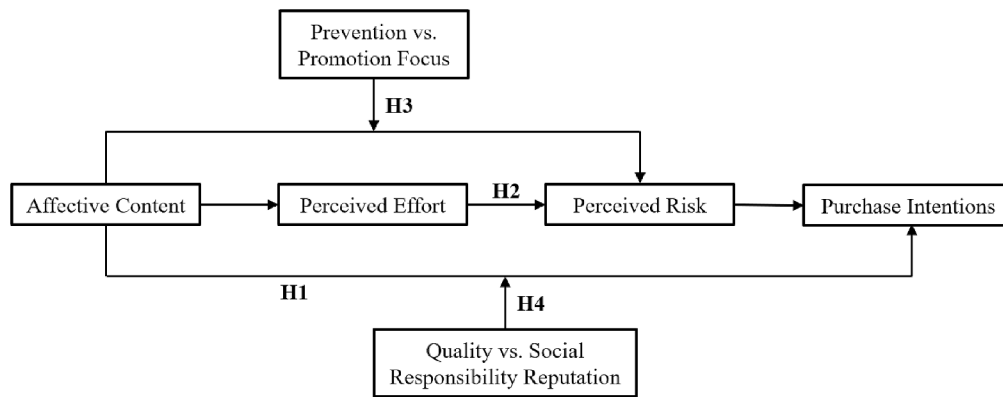 Prevention vs.
Promotion Focus
H3
Affective Content
Perceived Effort
H2
Perceived Risk
Purchase Intentions
H1
H4
Quality vs. Social
Responsibility Reputation